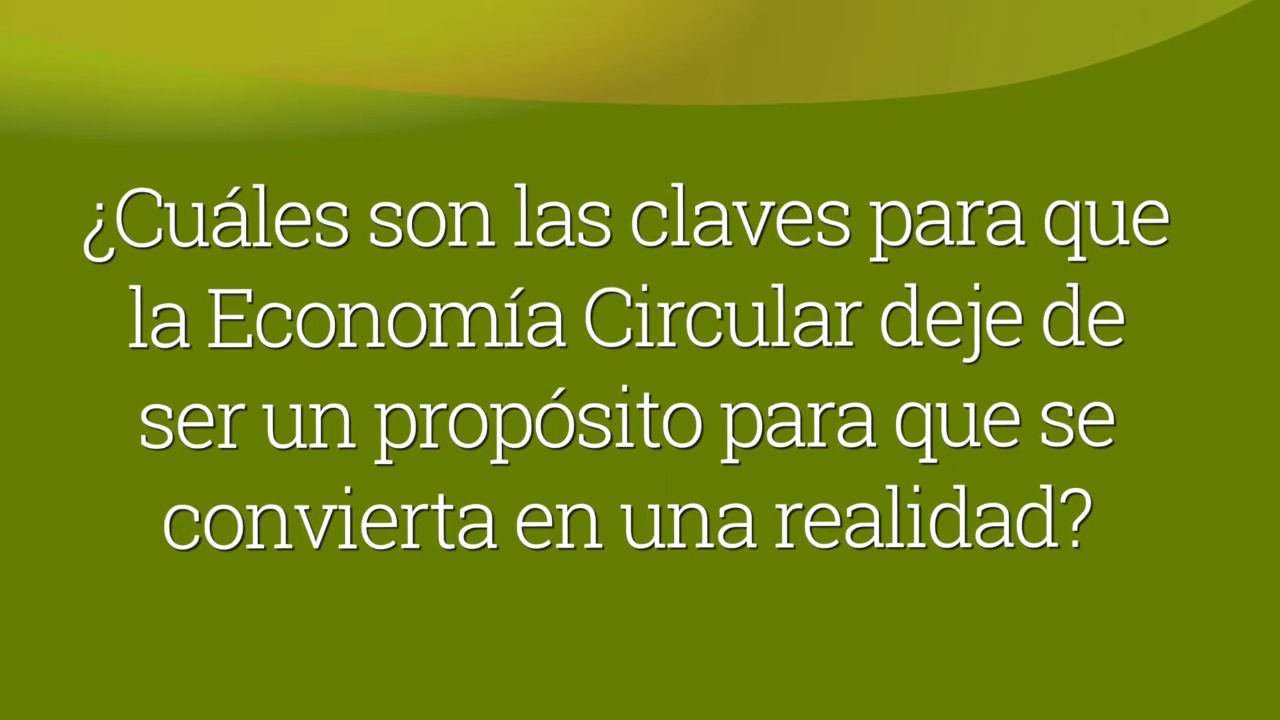 ¿Cuáles son las claves para que
la Economía Circular deje de
ser un propósito para que se
convierta en una realidad?